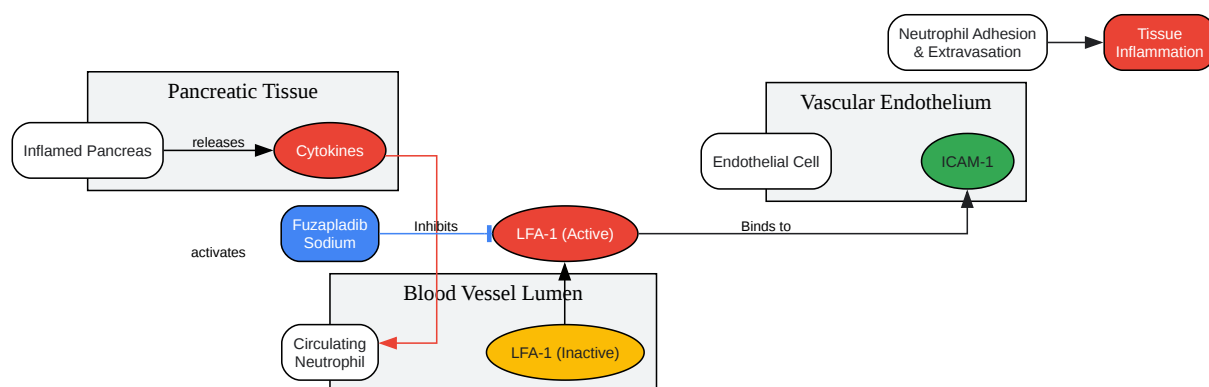 Neutrophil Adhesion
& Extravasation
Tissue
Inflammation
Pancreatic Tissue
Vascular Endothelium
Inflamed Pancreas
releases
Cytokines
Endothelial Cell
ICAM-1
Fuzapladib
Sodium
Inhibits
LFA-1 (Active)
Binds to
activates
Blood Vessel Lumen
Circulating
Neutrophil
LFA-1 (Inactive)